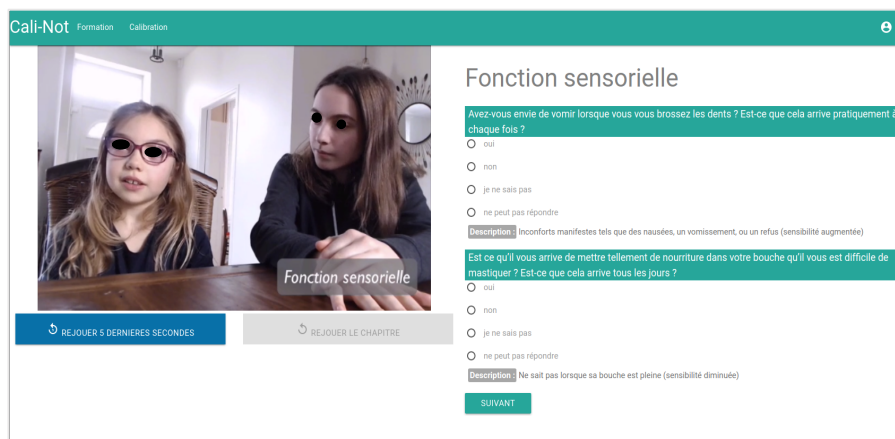 Cali-Not Formation Calibration
Fonction sensorielle
REJOUER 5 DERNIERES SECONDES
REJOUER LE CHAPITRE
Fonction sensorielle
Avez-vous envie de vomir lorsque vous vous brossez les dents ? Est-ce que cela arrive pratiquement à
chaque fois ?
oui
non
je ne sais pas
ne peut pas répondre
Description : Inconforts manifestes tels que des nausées, un vomissement, ou un refus (sensibilité augmentée)
Est ce qu'il vous arrive de mettre tellement de nourriture dans votre bouche qu'il vous est difficile de
mastiquer ? Est-ce que cela arrive tous les jours ?
oui
non
je ne sais pas
ne peut pas répondre
Description : Ne sait pas lorsque sa bouche est pleine (sensibilité diminuée)
SUIVANT